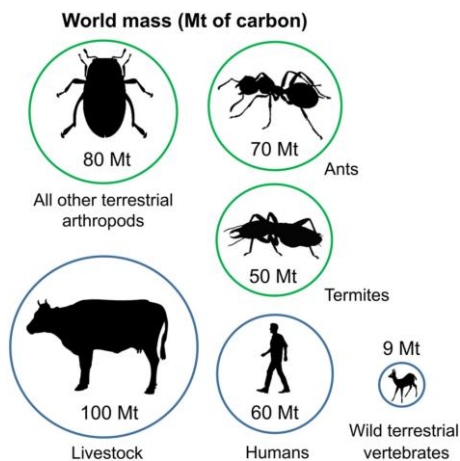 World mass (Mt of carbon)
80 Mt
All other terrestrial
arthropods
70 Mt
Ants
50 Mt
Termites
100 Mt
Livestock
60 Mt
Humans
9 Mt
Wild terrestrial
vertebrates